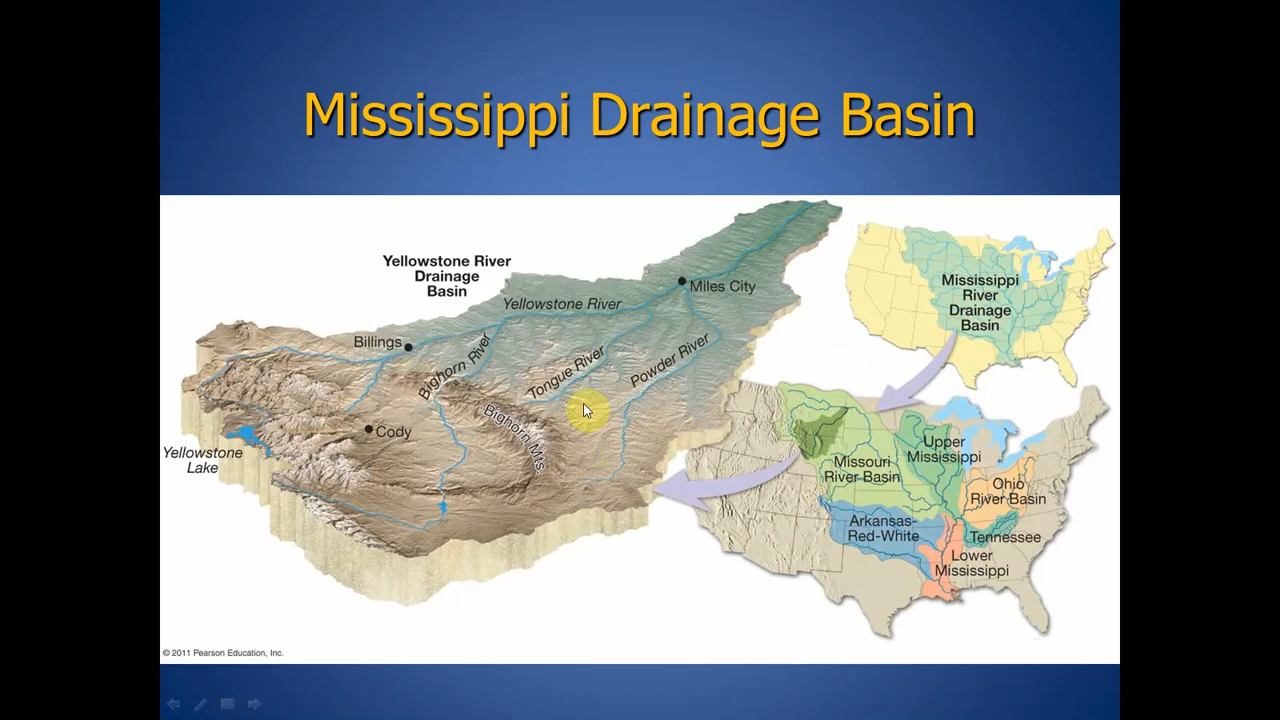 Mississippi Drainage Basin
Yellowstone River
Drainage
Basin
Yellowstone River
Miles City
Billings
Bighorn River
Tongue River
Powder River
Bighorn Mts.
Cody
Yellowstone
Lake
Mississippi
River
Drainage
Basin
Upper
Mississippi
Missouri
River Basin
Ohio
River Basin
Arkansas-
Red-White
Tennessee
Lower
Mississippi
© 2011 Pearson Education, Inc.